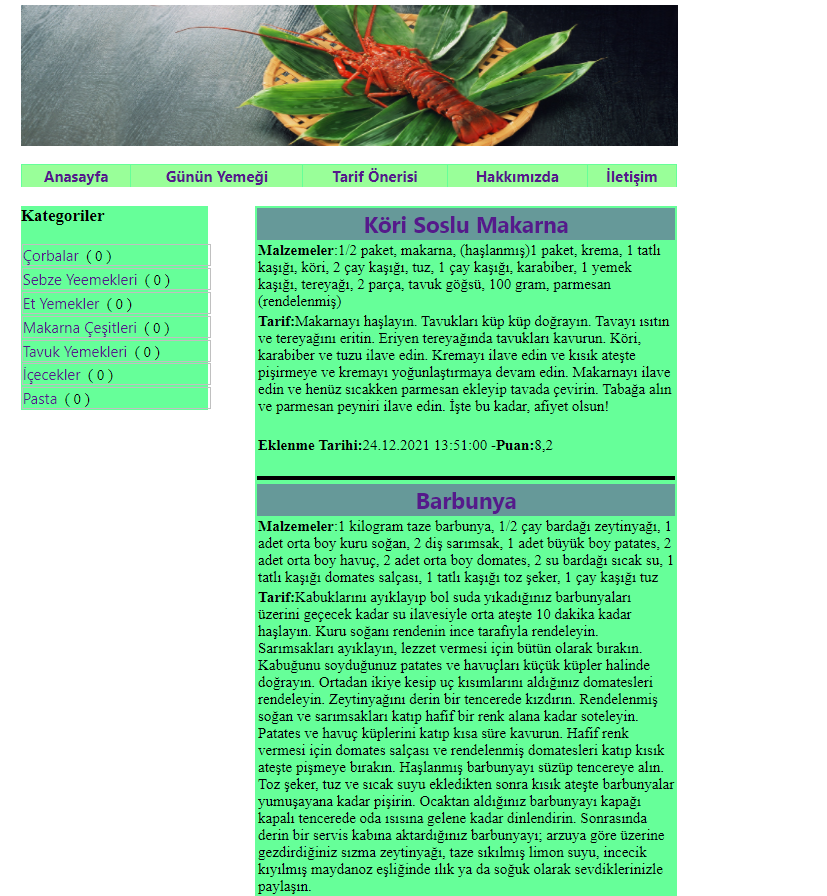 Anasayfa Günün Yemeği Tarif Önerisi Hakkımızda İletişim
Kategoriler
Çorbalar ( 0 )
Sebze Yeemekleri ( 0 )
Et Yemekler ( 0 )
Makarna Çeşitleri ( 0 )
Tavuk Yemekleri ( 0 )
İçecekler ( 0 )
Pasta ( 0 )
Köri Soslu Makarna
Malzemeler:1/2 paket, makarna, (haşlanmış)1 paket, krema, 1 tatlı
kaşığı, köri, 2 çay kaşığı, tuz, 1 çay kaşığı, karabiber, 1 yemek
kaşığı, tereyağı, 2 parça, tavuk göğsü, 100 gram, parmesan
(rendelenmiş)
Tarif:Makarnayı haşlayın. Tavukları küp küp doğrayın. Tavayı ısıtın
ve tereyağını eritin. Eriyen tereyağında tavukları kavurun. Köri,
karabiber ve tuzu ilave edin. Kremayı ilave edin ve kısık ateşte
pişirmeye ve kremayı yoğunlaştırmaya devam edin. Makarnayı ilave
edin ve henüz sıcakken parmesan ekleyip tavada çevirin. Tabağa alın
ve parmesan peyniri ilave edin. İşte bu kadar, afiyet olsun!
Eklenme Tarihi:24.12.2021 13:51:00 -Puan:8,2
Barbunya
Malzemeler:1 kilogram taze barbunya, 1/2 çay bardağı zeytinyağı, 1
adet orta boy kuru soğan, 2 diş sarımsak, 1 adet büyük boy patates, 2
adet orta boy havuç, 2 adet orta boy domates, 2 su bardağı sıcak su, 1
tatlı kaşığı domates salçası, 1 tatlı kaşığı toz şeker, 1 çay kaşığı tuz
Tarif:Kabuklarını ayıklayıp bol suda yıkadığınız barbunyaları
üzerini geçecek kadar su ilavesiyle orta ateşte 10 dakika kadar
haşlayın. Kuru soğanı rendenin ince tarafıyla rendeleyin.
Sarımsakları ayıklayın, lezzet vermesi için bütün olarak bırakın.
Kabuğunu soyduğunuz patates ve havuçları küçük küpler halinde
doğrayın. Ortadan ikiye kesip uç kısımlarını aldığınız domatesleri
rendeleyin. Zeytinyağını derin bir tencerede kızdırın. Rendelenmiş
soğan ve sarımsakları katıp hafif bir renk alana kadar soteleyin.
Patates ve havuç küplerini katıp kısa süre kavurun. Hafif renk
vermesi için domates salçası ve rendelenmiş domatesleri katıp kısık
ateşte pişmeye bırakın. Haşlanmış barbunyayı süzüp tencereye alın.
Toz şeker, tuz ve sıcak suyu ekledikten sonra kısık ateşte barbunyalar
yumuşayana kadar pişirin. Ocaktan aldığınız barbunyayı kapağı
kapalı tencerede oda ısısına gelene kadar dinlendirin. Sonrasında
derin bir servis kabına aktardığınız barbunyayı; arzuya göre üzerine
gezdirdiğiniz sızma zeytinyağı, taze sıkılmış limon suyu, incecik
kıyılmış maydanoz eşliğinde ılık ya da soğuk olarak sevdiklerinizle
paylaşın.